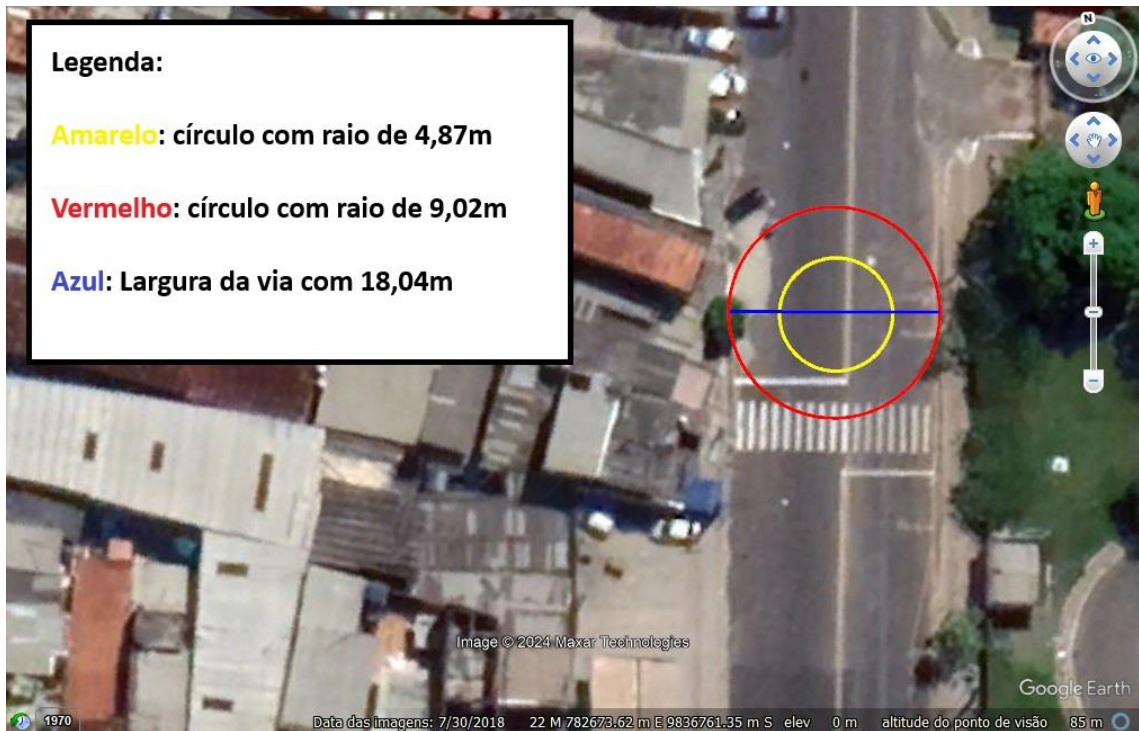 Legenda:
Amarelo: círculo com raio de 4,87m
Vermelho: círculo com raio de 9,02m
Azul: Largura da via com 18,04m
N
Image © 2024 Maxar Technologies
Google Earth
1970
Data das imagens: 7/30/2018 22 M 782673.62 m E 9836761.35 m S elev 0 m altitude do ponto de visão 85 m